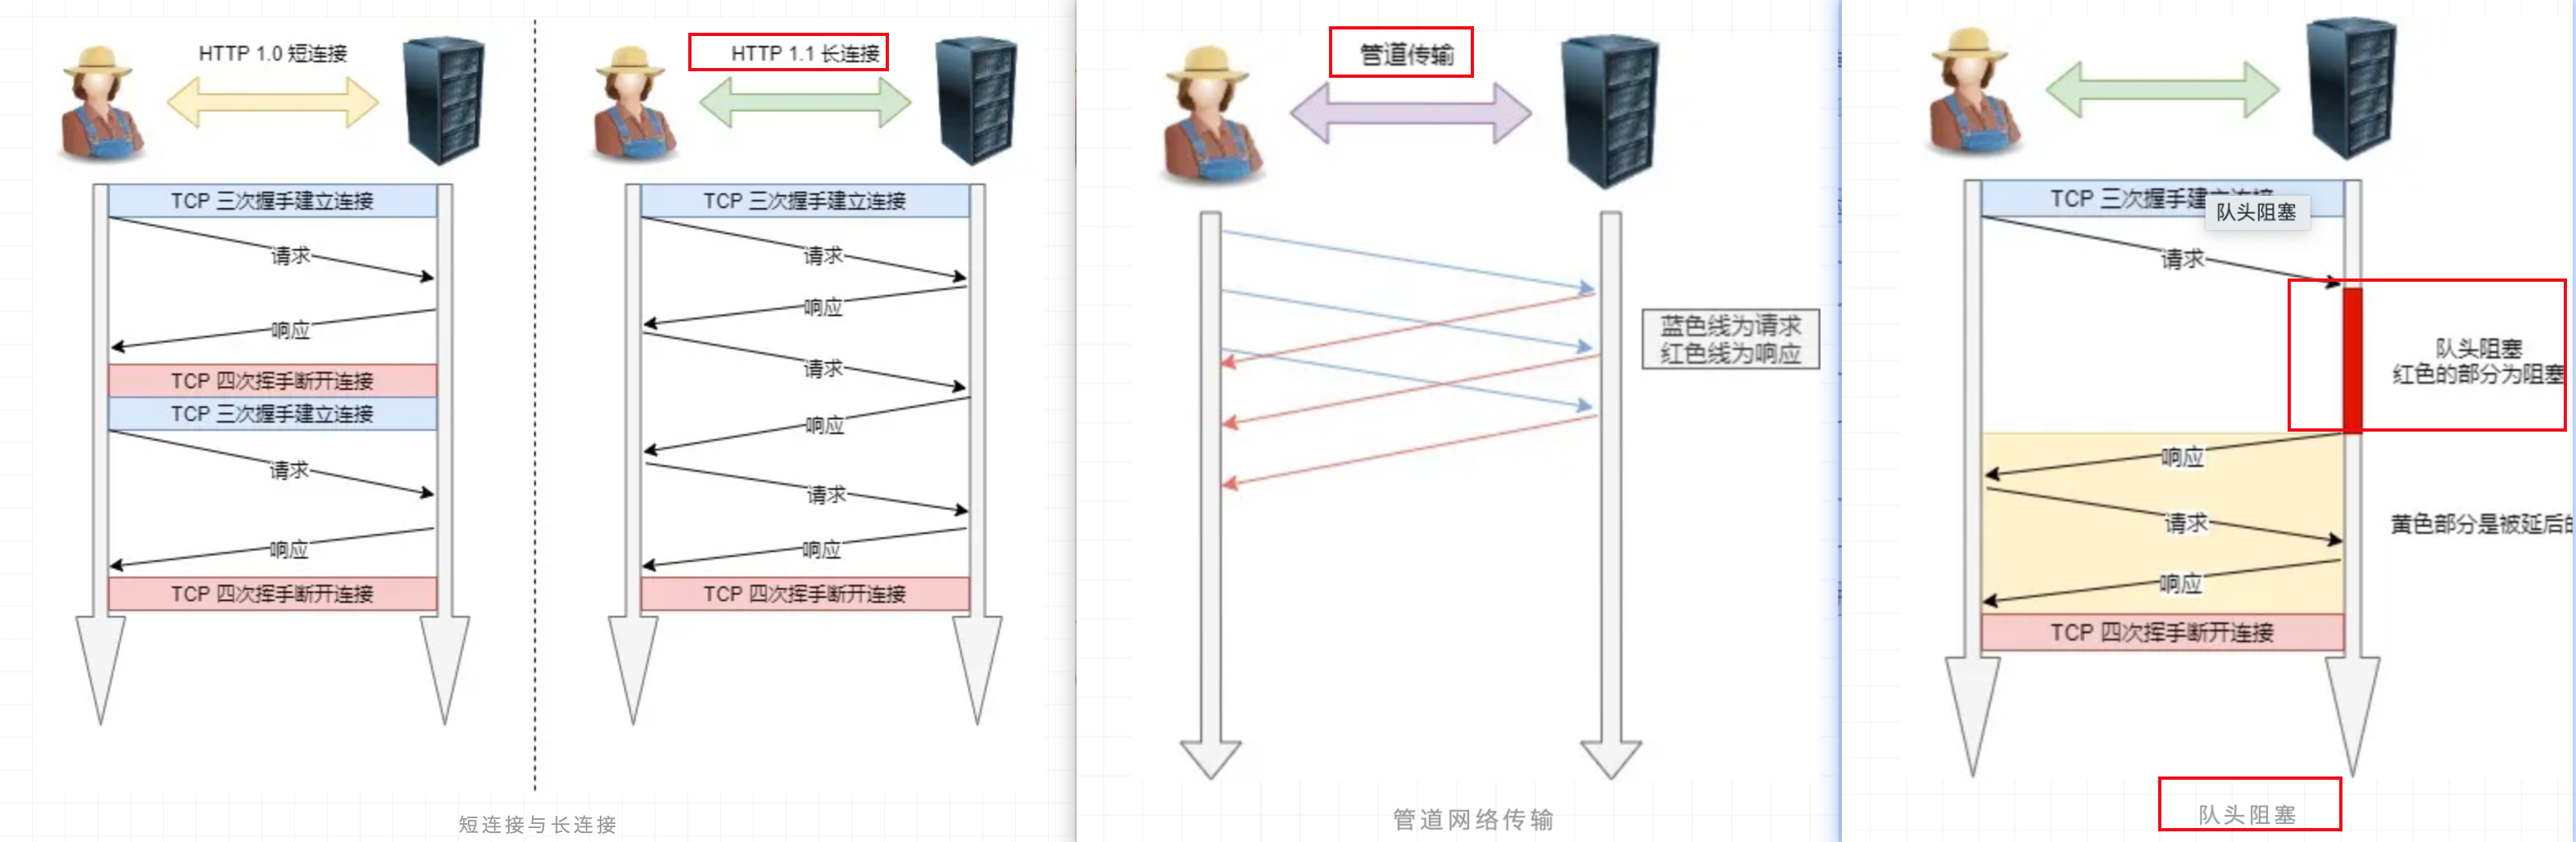 HTTP 1.0 短连接
TCP 三次握手建立连接
请求
响应
TCP 四次挥手断开连接
TCP 三次握手建立连接
请求
响应
TCP 四次挥手断开连接
HTTP 1.1 长连接
TCP 三次握手建立连接
请求
响应
请求
响应
请求
响应
TCP 四次挥手断开连接
短连接与长连接
管道传输
蓝色线为请求
红色线为响应
管道网络传输
TCP 三次握手建立连接
队头阻塞
请求
队头阻塞
红色的部分为阻塞
响应
请求
黄色部分是被延后的
响应
TCP 四次挥手断开连接
队头阻塞